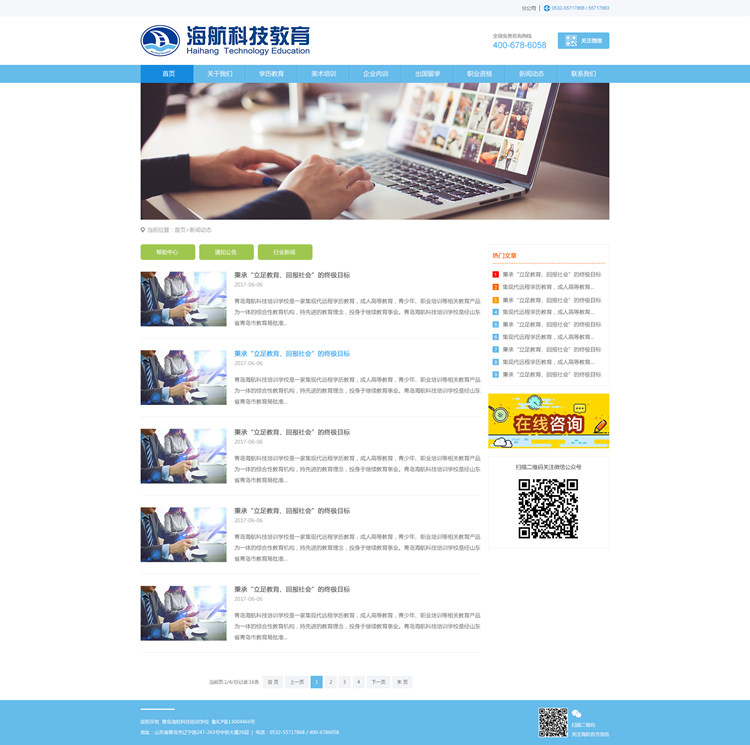 分公司 | 0532-55717868 / 55717883
海航科技教育
Haihang Technology Education
全国免费咨询热线
400-678-6058
关注微信
首页 关于我们 学历教育 美术培训 企业内训 出国留学 职业资格 新闻动态 联系我们
当前位置：首页>新闻动态
帮助中心 通知公告 行业新闻
秉承“立足教育、回报社会”的终极目标
2017-06-06
青岛海航科技培训学校是一家集现代远程学历教育，成人高等教育，青少年、职业培训等相关教育产品
为一体的综合性教育机构，持先进的教育理念，投身于继续教育事业。青岛海航科技培训学校是经山东
省青岛市教育局批准...
秉承“立足教育、回报社会”的终极目标
2017-06-06
青岛海航科技培训学校是一家集现代远程学历教育，成人高等教育，青少年、职业培训等相关教育产品
为一体的综合性教育机构，持先进的教育理念，投身于继续教育事业。青岛海航科技培训学校是经山东
省青岛市教育局批准...
秉承“立足教育、回报社会”的终极目标
2017-06-06
青岛海航科技培训学校是一家集现代远程学历教育，成人高等教育，青少年、职业培训等相关教育产品
为一体的综合性教育机构，持先进的教育理念，投身于继续教育事业。青岛海航科技培训学校是经山东
省青岛市教育局批准...
秉承“立足教育、回报社会”的终极目标
2017-06-06
青岛海航科技培训学校是一家集现代远程学历教育，成人高等教育，青少年、职业培训等相关教育产品
为一体的综合性教育机构，持先进的教育理念，投身于继续教育事业。青岛海航科技培训学校是经山东
省青岛市教育局批准...
秉承“立足教育、回报社会”的终极目标
2017-06-06
青岛海航科技培训学校是一家集现代远程学历教育，成人高等教育，青少年、职业培训等相关教育产品
为一体的综合性教育机构，持先进的教育理念，投身于继续教育事业。青岛海航科技培训学校是经山东
省青岛市教育局批准...
热门文章
1 秉承“立足教育、回报社会”的终极目标
2 集现代远程学历教育，成人高等教育...
3 秉承“立足教育、回报社会”的终极目标
4 集现代远程学历教育，成人高等教育...
5 秉承“立足教育、回报社会”的终极目标
6 集现代远程学历教育，成人高等教育...
7 秉承“立足教育、回报社会”的终极目标
8 集现代远程学历教育，成人高等教育...
9 秉承“立足教育、回报社会”的终极目标
在线咨询
扫描二维码关注微信公众号
当前页:1/4/总记录16条 首 页 上一页 1 2 3 4 下一页 末 页
版权所有 青岛海航科技培训学校 鲁ICP备13004466号
地址：山东省青岛市辽宁路247-263号中航大厦26层 | 电话：0532-55717868 / 400-6786058
扫描二维码
关注海航官方微信